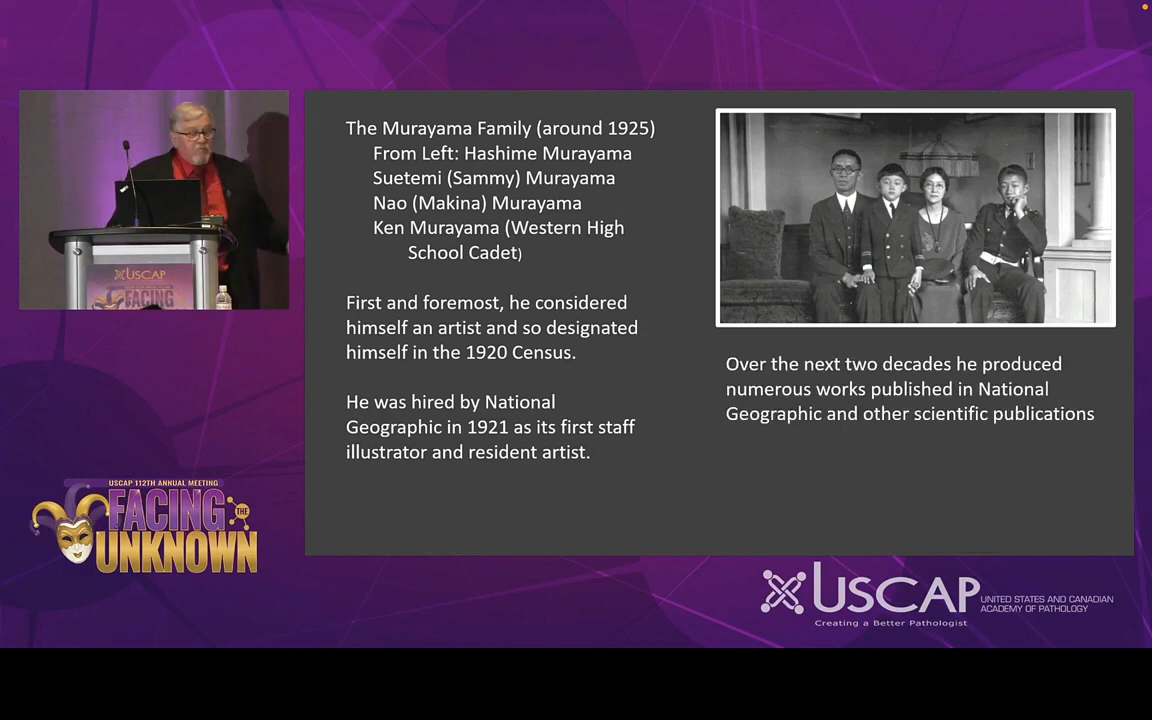 The Murayama Family (around 1925)
From Left: Hashime Murayama
Suetemi (Sammy) Murayama
Nao (Makina) Murayama
Ken Murayama (Western High
School Cadet)
First and foremost, he considered
himself an artist and so designated
himself in the 1920 Census.
He was hired by National
Geographic in 1921 as its first staff
illustrator and resident artist.
Over the next two decades he produced
numerous works published in National
Geographic and other scientific publications
USCAP
FACING
USCAP 112TH ANNUAL MEETING
FACING THE
UNKNOWN
USCAP
UNITED STATES AND CANADIAN
ACADEMY OF PATHOLOGY
Creating a Better Pathologist